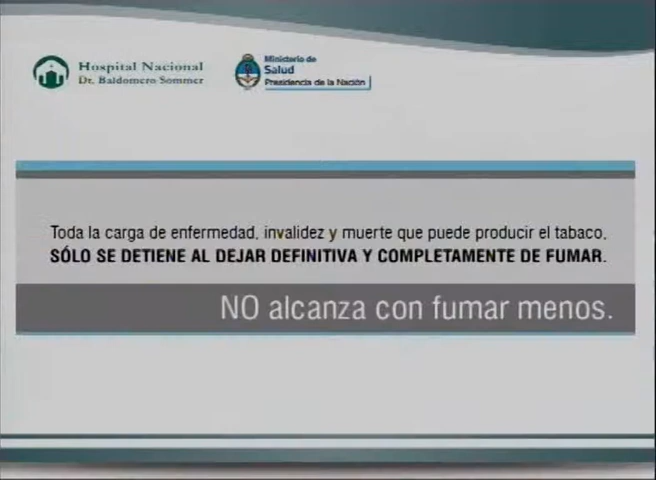 Hospital Nacional
Dr. Baldomero Sommer
Ministerio de
Salud
Presidencia de la Nación
Toda la carga de enfermedad, invalidez y muerte que puede producir el tabaco,
SÓLO SE DETIENE AL DEJAR DEFINITIVA Y COMPLETAMENTE DE FUMAR.
NO alcanza con fumar menos.